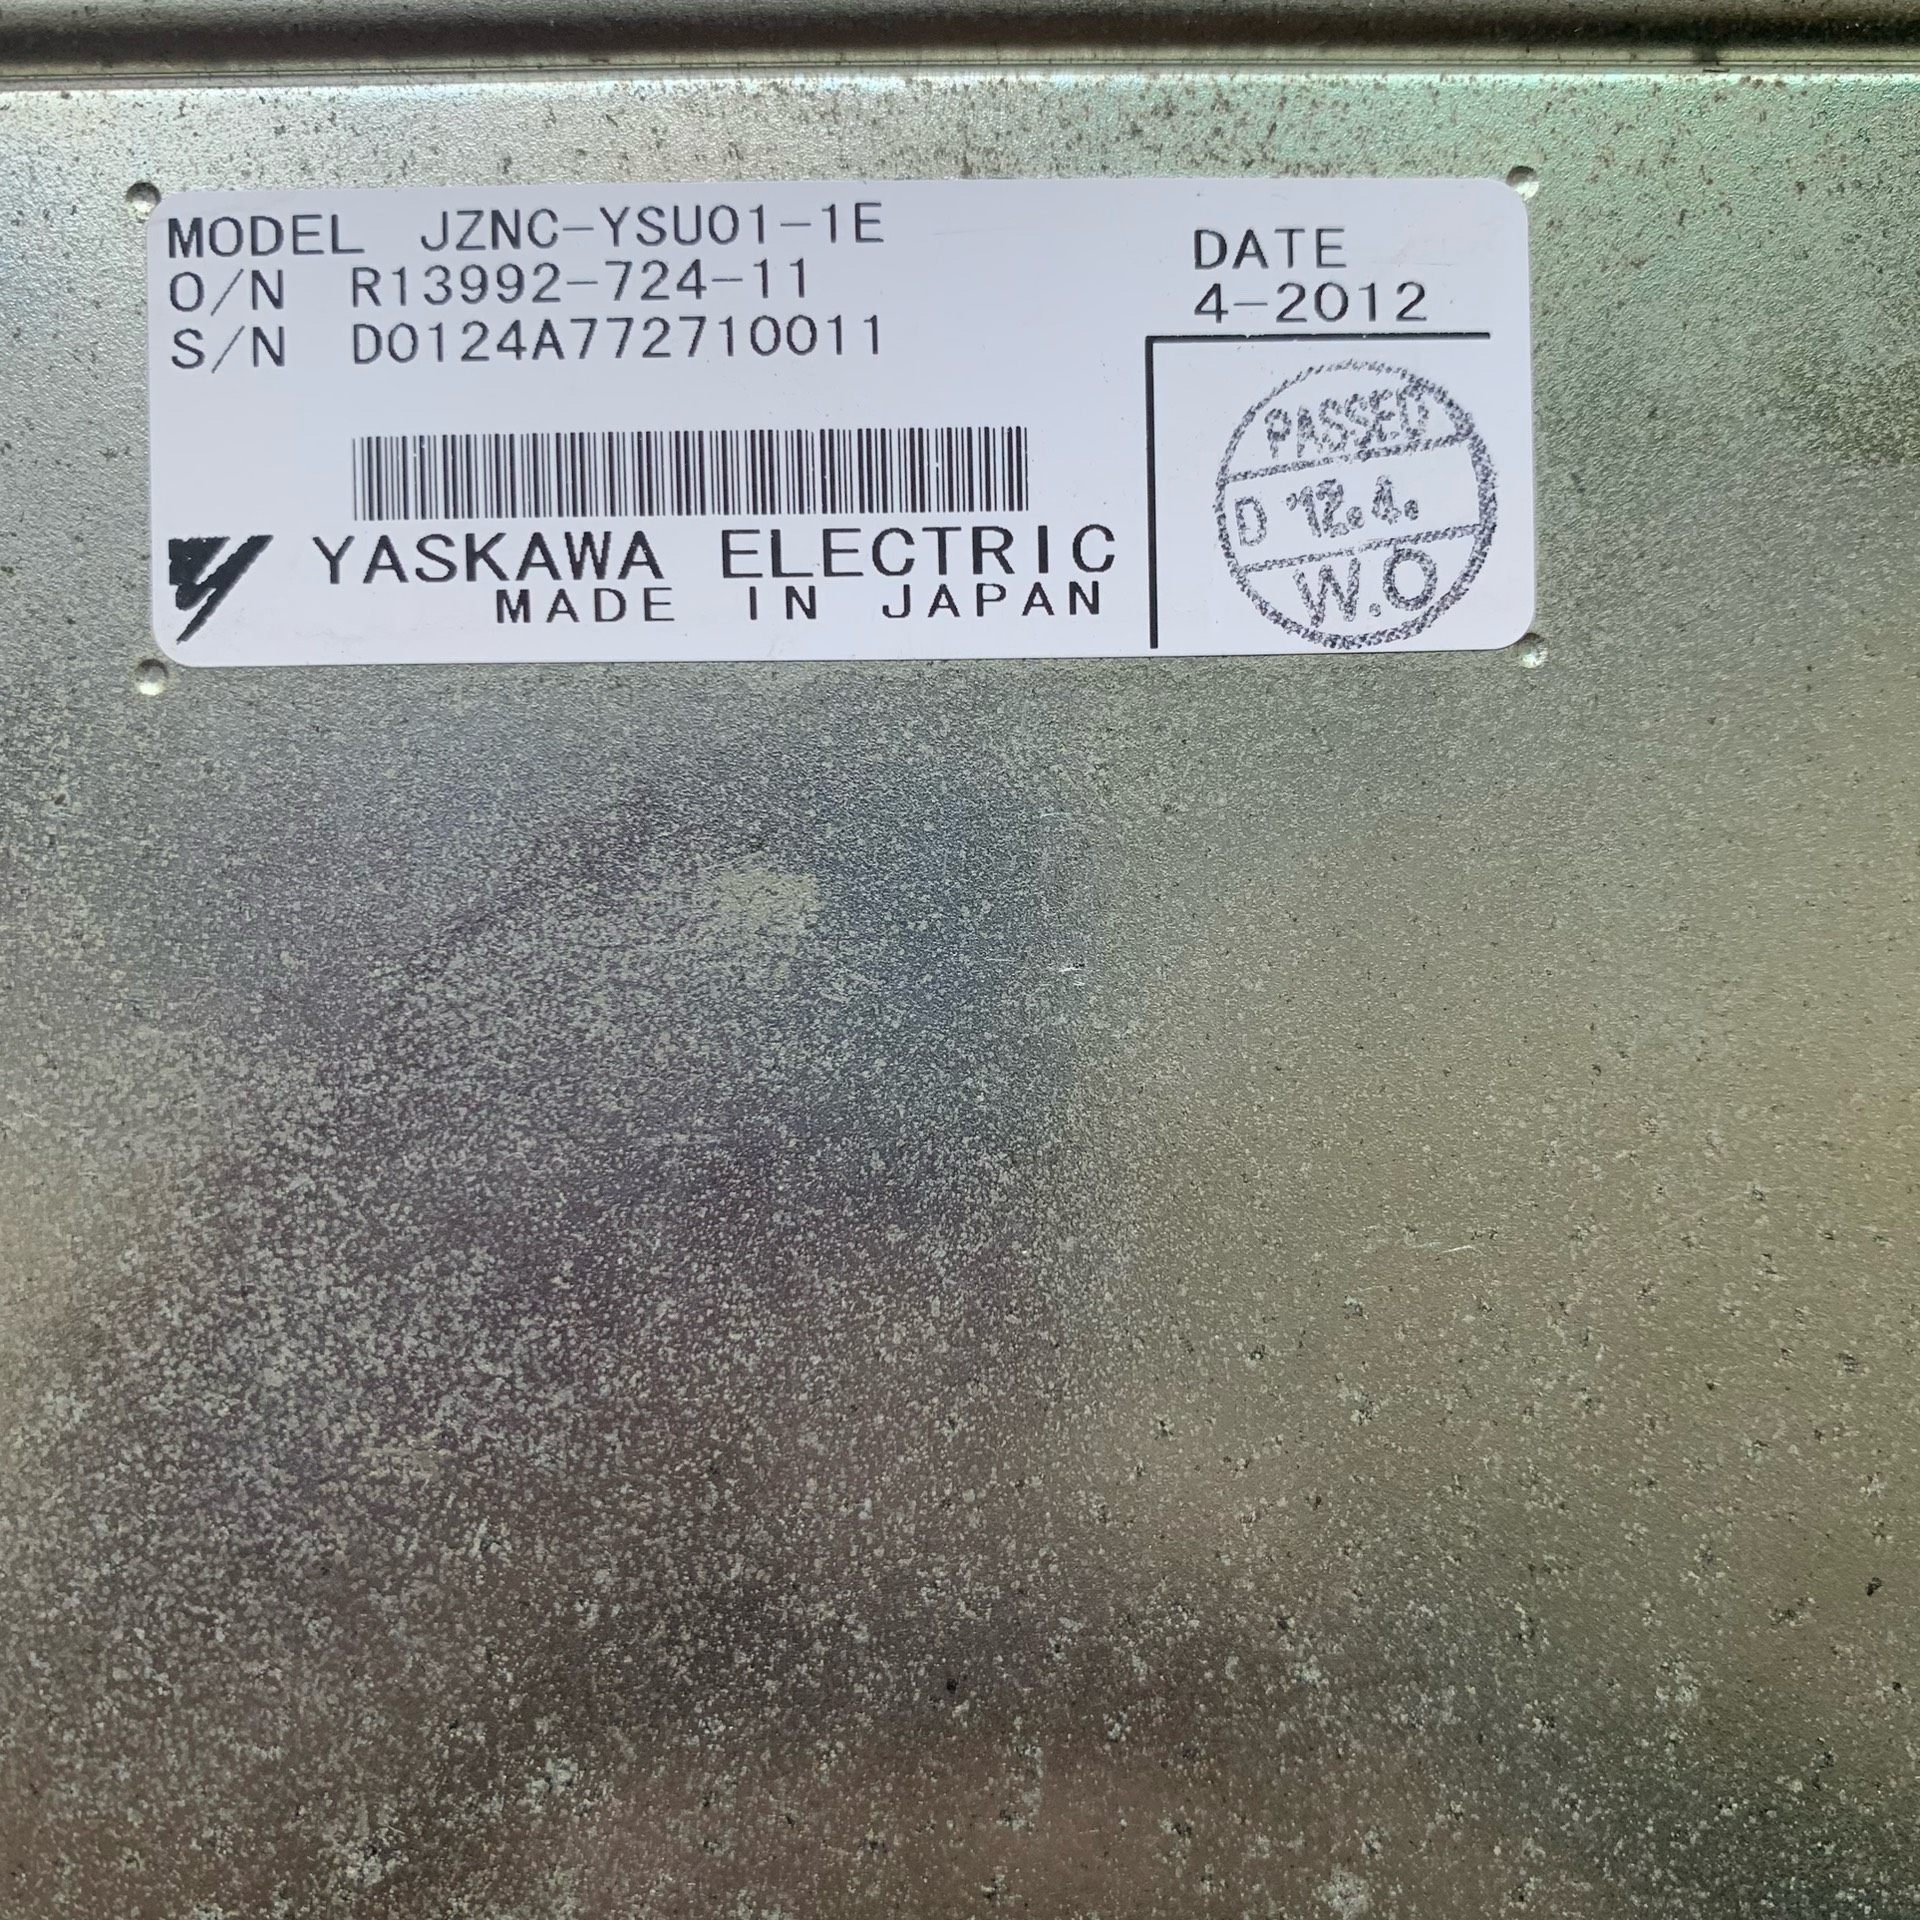 MODEL JZNC-YSU01-1E
O/N R13992-724-11
S/N D0124A772710011
DATE
4-2012
PASSED
D '12.4.
W.O
YASKAWA ELECTRIC
MADE IN JAPAN